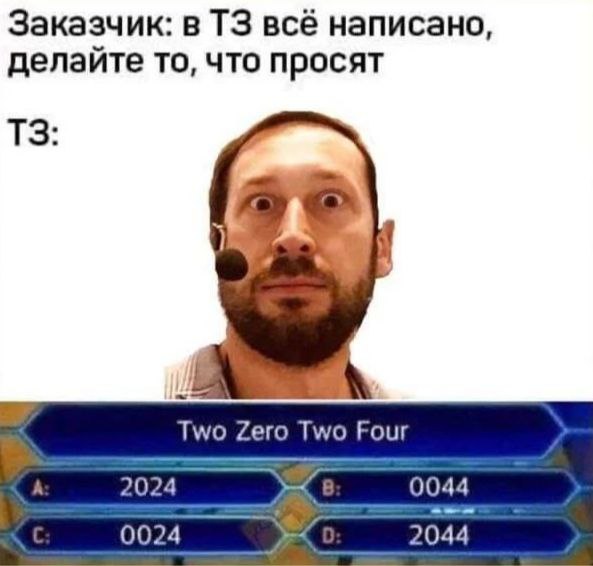 Заказчик: в ТЗ всё написано,
делайте то, что просят
ТЗ:
Two Zero Two Four
A: 2024
B: 0044
C: 0024
D: 2044